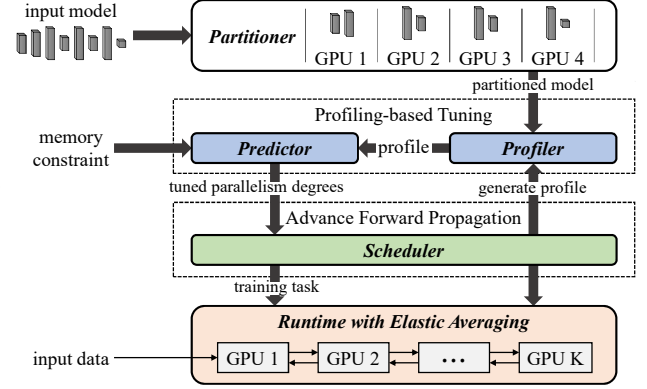 input model
Partitioner
GPU 1 GPU 2 GPU 3 GPU 4
partitioned model
Profiling-based Tuning
memory
constraint
Predictor
profile
Profiler
tuned parallelism degrees
generate profile
Advance Forward Propagation
Scheduler
training task
Runtime with Elastic Averaging
input data
GPU 1 GPU 2 ... GPU K